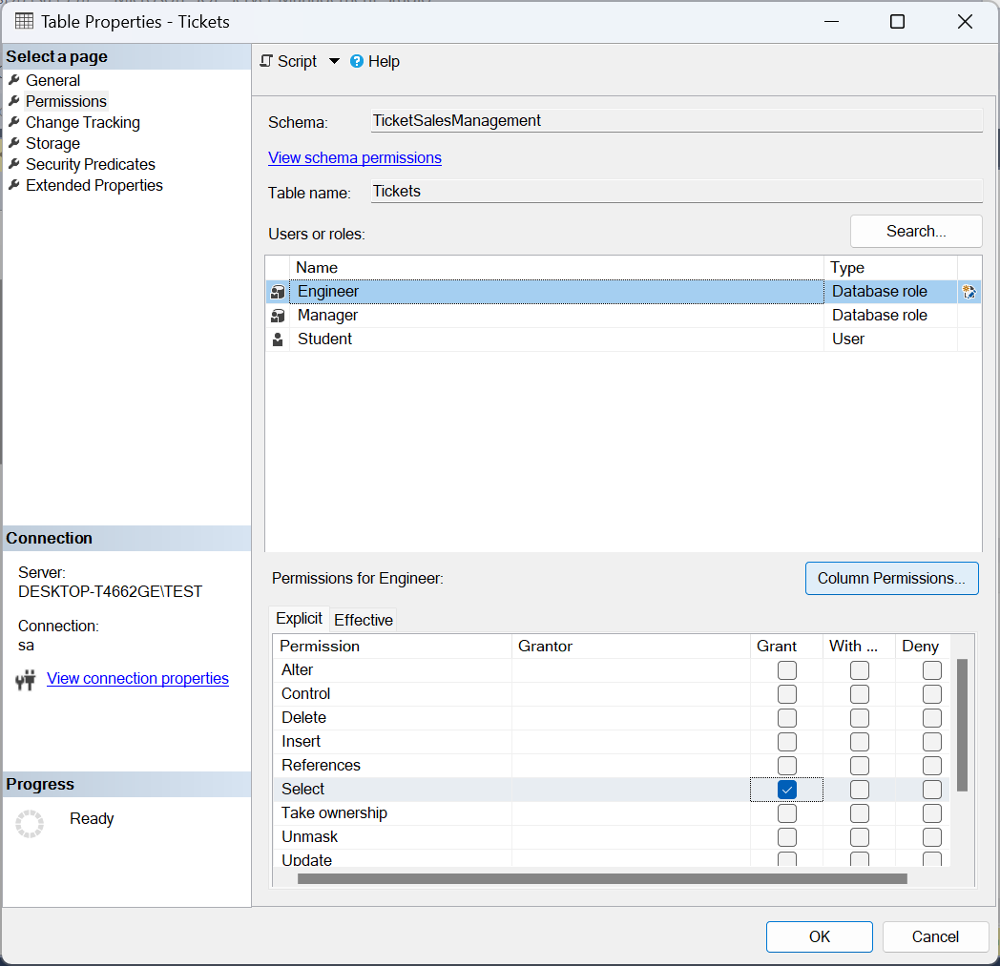 Table Properties - Tickets
Select a page
General
Permissions
Change Tracking
Storage
Security Predicates
Extended Properties
Script
Help
Schema:
TicketSalesManagement
View schema permissions
Table name:
Tickets
Users or roles:
Search...
Name Type
Engineer Database role
Manager Database role
Student User
Connection
Server:
DESKTOP-T4662GE\TEST
Connection:
sa
View connection properties
Progress
Ready
Permissions for Engineer:
Column Permissions...
Explicit Effective
Permission Grantor Grant With ... Deny
Alter
Control
Delete
Insert
References
Select
Take ownership
Unmask
Update
OK Cancel